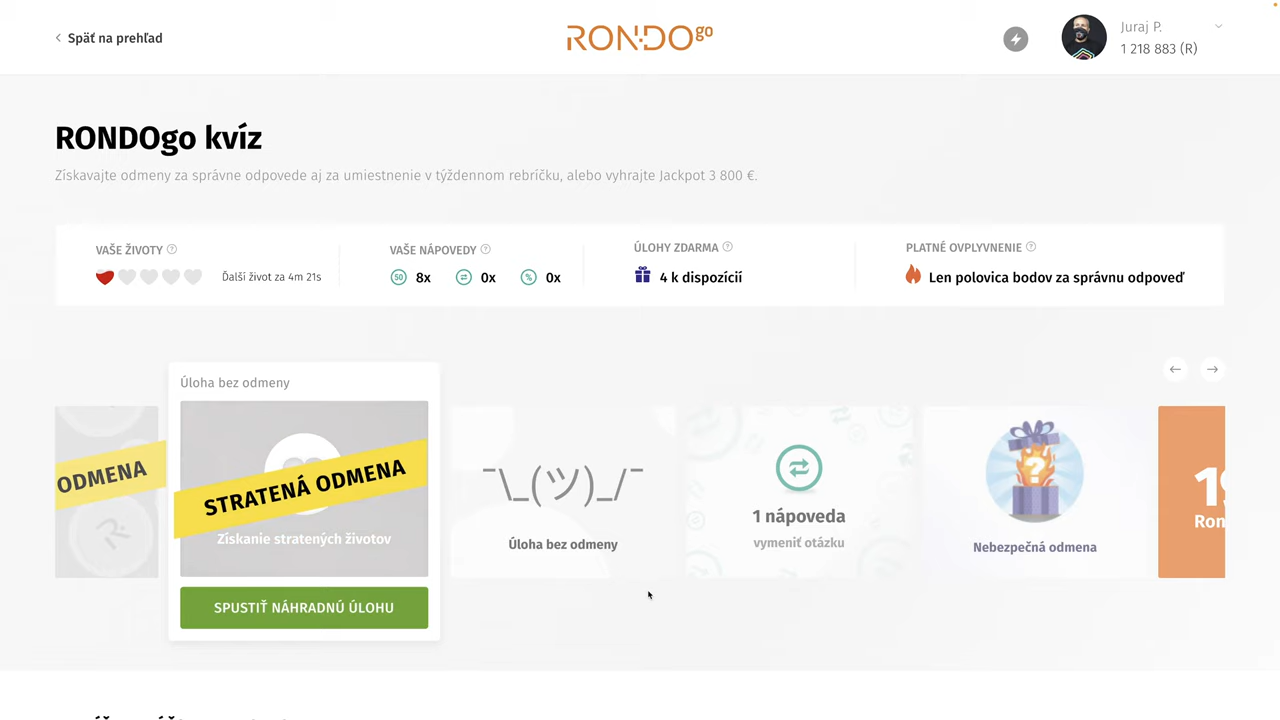 Späť na prehľad
RONDOgo
Juraj P.
1 218 883 (R)
RONDOgo kvíz
Získavajte odmeny za správne odpovede aj za umiestnenie v týždennom rebríčku, alebo vyhrajte Jackpot 3 800 €.
VAŠE ŽIVOTY
Ďalší život za 4m 21s
VAŠE NÁPOVEDY
50 8x
0x
% 0x
ÚLOHY ZDARMA
4 k dispozícií
PLATNÉ OVPLYVNENIE
Len polovica bodov za správnu odpoveď
ODMENA
Úloha bez odmeny
STRATENÁ ODMENA
Získanie stratených životov
SPUSTIŤ NÁHRADNÚ ÚLOHU
¯\_(ツ)_/¯
Úloha bez odmeny
1 nápoveda
vymeniť otázku
?
Nebezpečná odmena
Ron